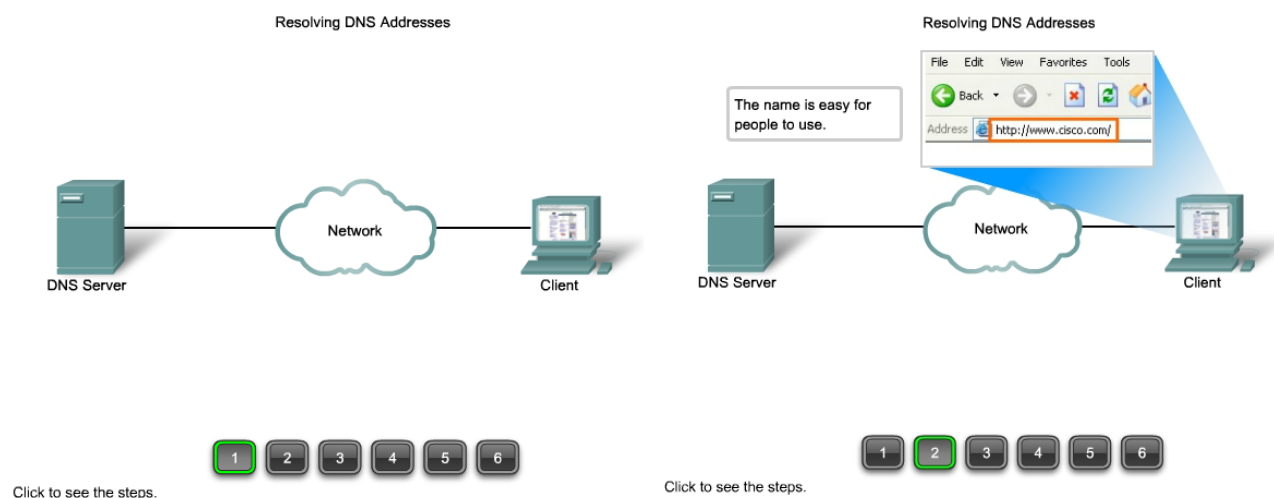 Resolving DNS Addresses
Network
DNS Server
Client
1 2 3 4 5 6
Click to see the steps.
Resolving DNS Addresses
File Edit View Favorites Tools
Back
Address http://www.cisco.com/
The name is easy for
people to use.
Network
DNS Server
Client
1 2 3 4 5 6
Click to see the steps.